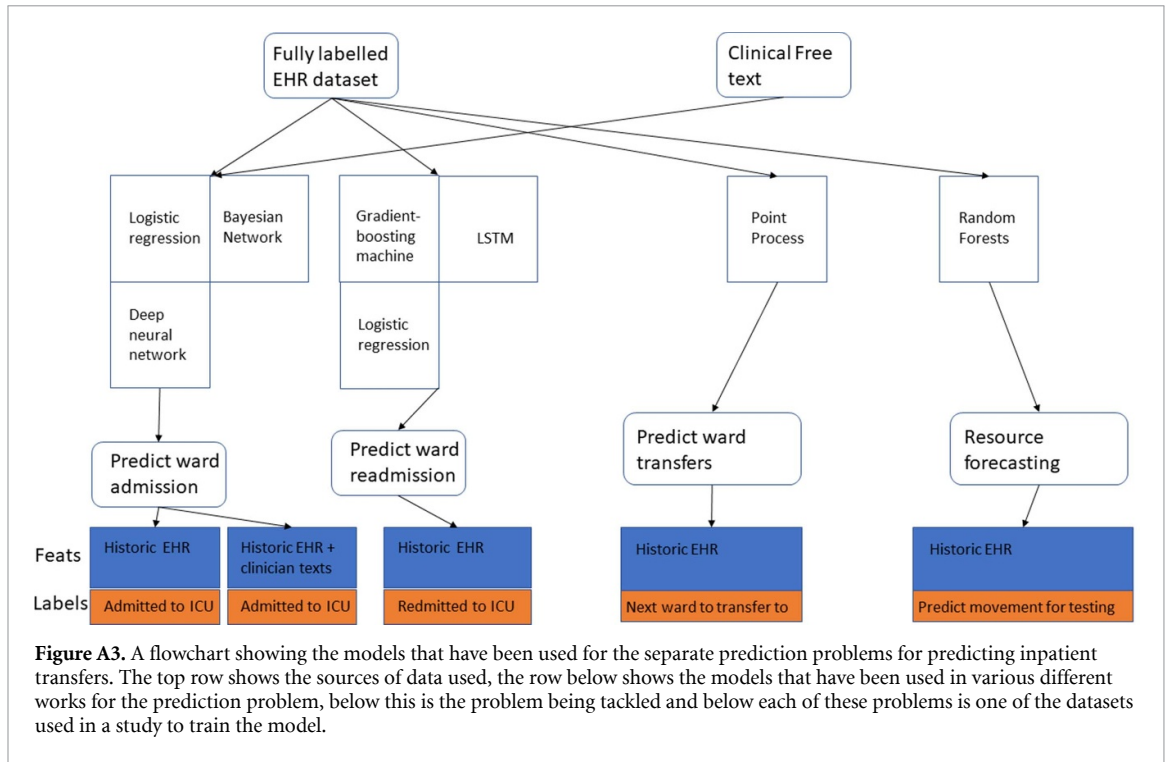 Fully labelled
EHR dataset
Clinical Free
text
Logistic
regression
Bayesian
Network
Gradient-
boosting
machine
LSTM
Point
Process
Random
Forests
Deep
neural
network
Logistic
regression
Predict ward
admission
Predict ward
readmission
Predict ward
transfers
Resource
forecasting
Feats
Historic EHR
Historic EHR +
clinician texts
Historic EHR
Historic EHR
Historic EHR
Labels
Admitted to ICU
Admitted to ICU
Redmitted to ICU
Next ward to transfer to
Predict movement for testing
Figure A3. A flowchart showing the models that have been used for the separate prediction problems for predicting inpatient
transfers. The top row shows the sources of data used, the row below shows the models that have been used in various different
works for the prediction problem, below this is the problem being tackled and below each of these problems is one of the datasets
used in a study to train the model.